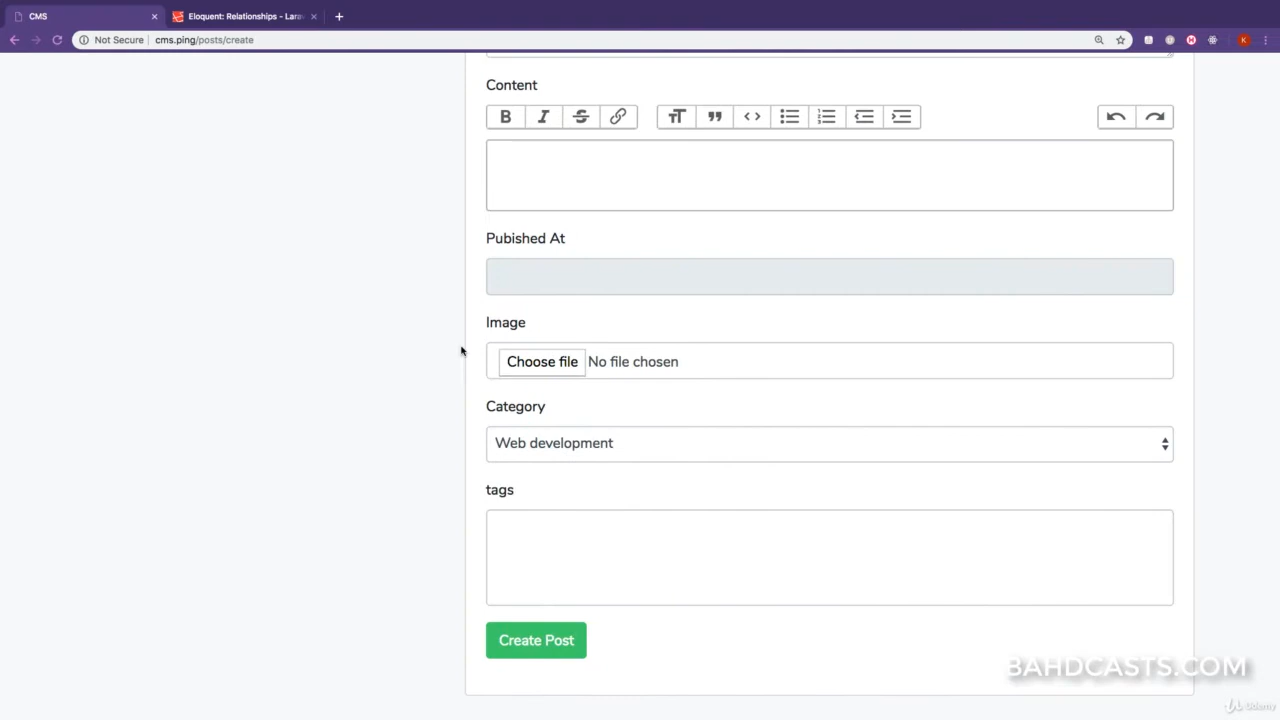 CMS
Eloquent: Relationships - Lara
Not Secure
cms.ping/posts/create
K
Content
B I S
Pubished At
Image
Choose file No file chosen
Category
Web development
tags
Create Post
BAHDCASTS.COM
Udemy